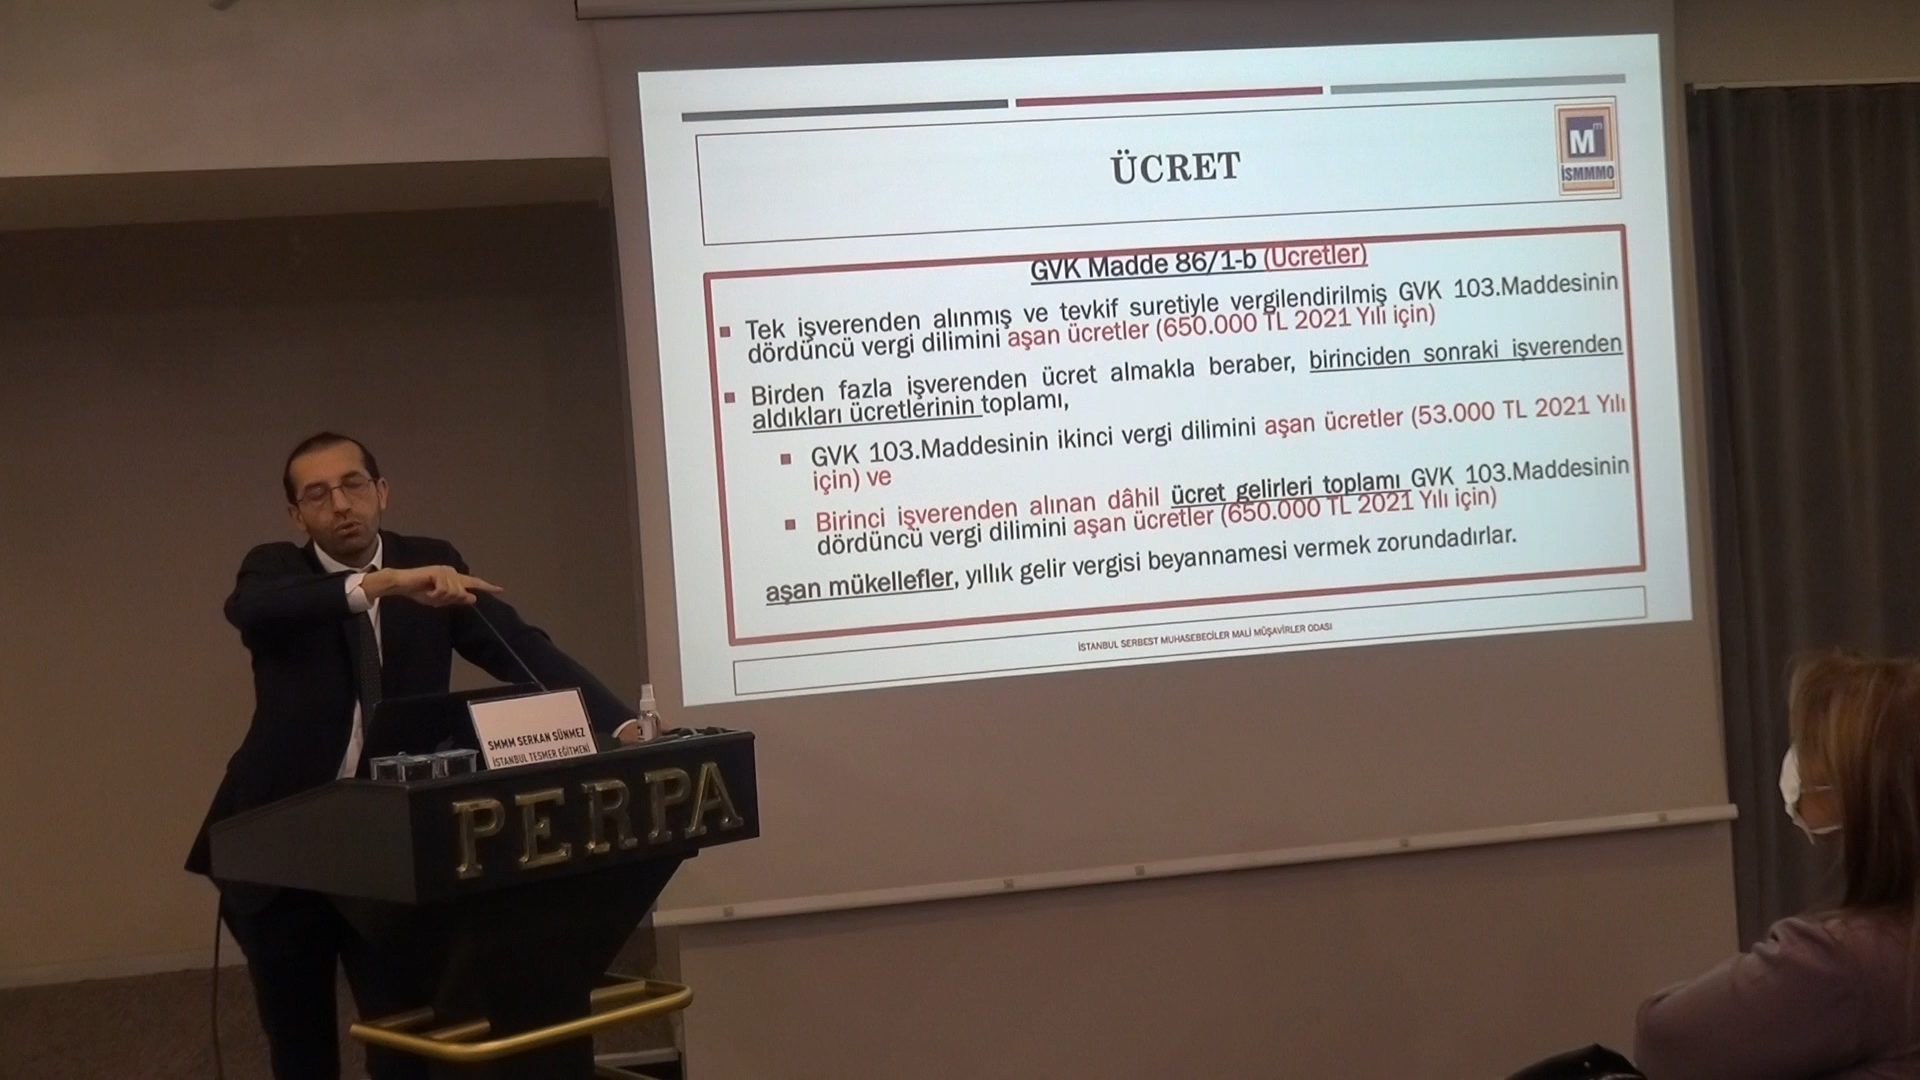 ÜCRET
Mm
İSMMMO
GVK Madde 86/1-b (Ücretler)
Tek işverenden alınmış ve tevkif suretiyle vergilendirilmiş GVK 103.Maddesinin
dördüncü vergi dilimini aşan ücretler (650.000 TL 2021 Yılı için)
Birden fazla işverenden ücret almakla beraber, birinciden sonraki işverenden
aldıkları ücretlerinin toplamı,
GVK 103.Maddesinin ikinci vergi dilimini aşan ücretler (53.000 TL 2021 Yılı
için) ve
Birinci işverenden alınan dâhil ücret gelirleri toplamı GVK 103.Maddesinin
dördüncü vergi dilimini aşan ücretler (650.000 TL 2021 Yılı için)
aşan mükellefler, yıllık gelir vergisi beyannamesi vermek zorundadırlar.
İSTANBUL SERBEST MUHASEBECİLER MALİ MÜŞAVİRLER ODASI
SMMM SERKAN SÜNMEZ
İSTANBUL TESMER EĞİTMENİ
PERPA